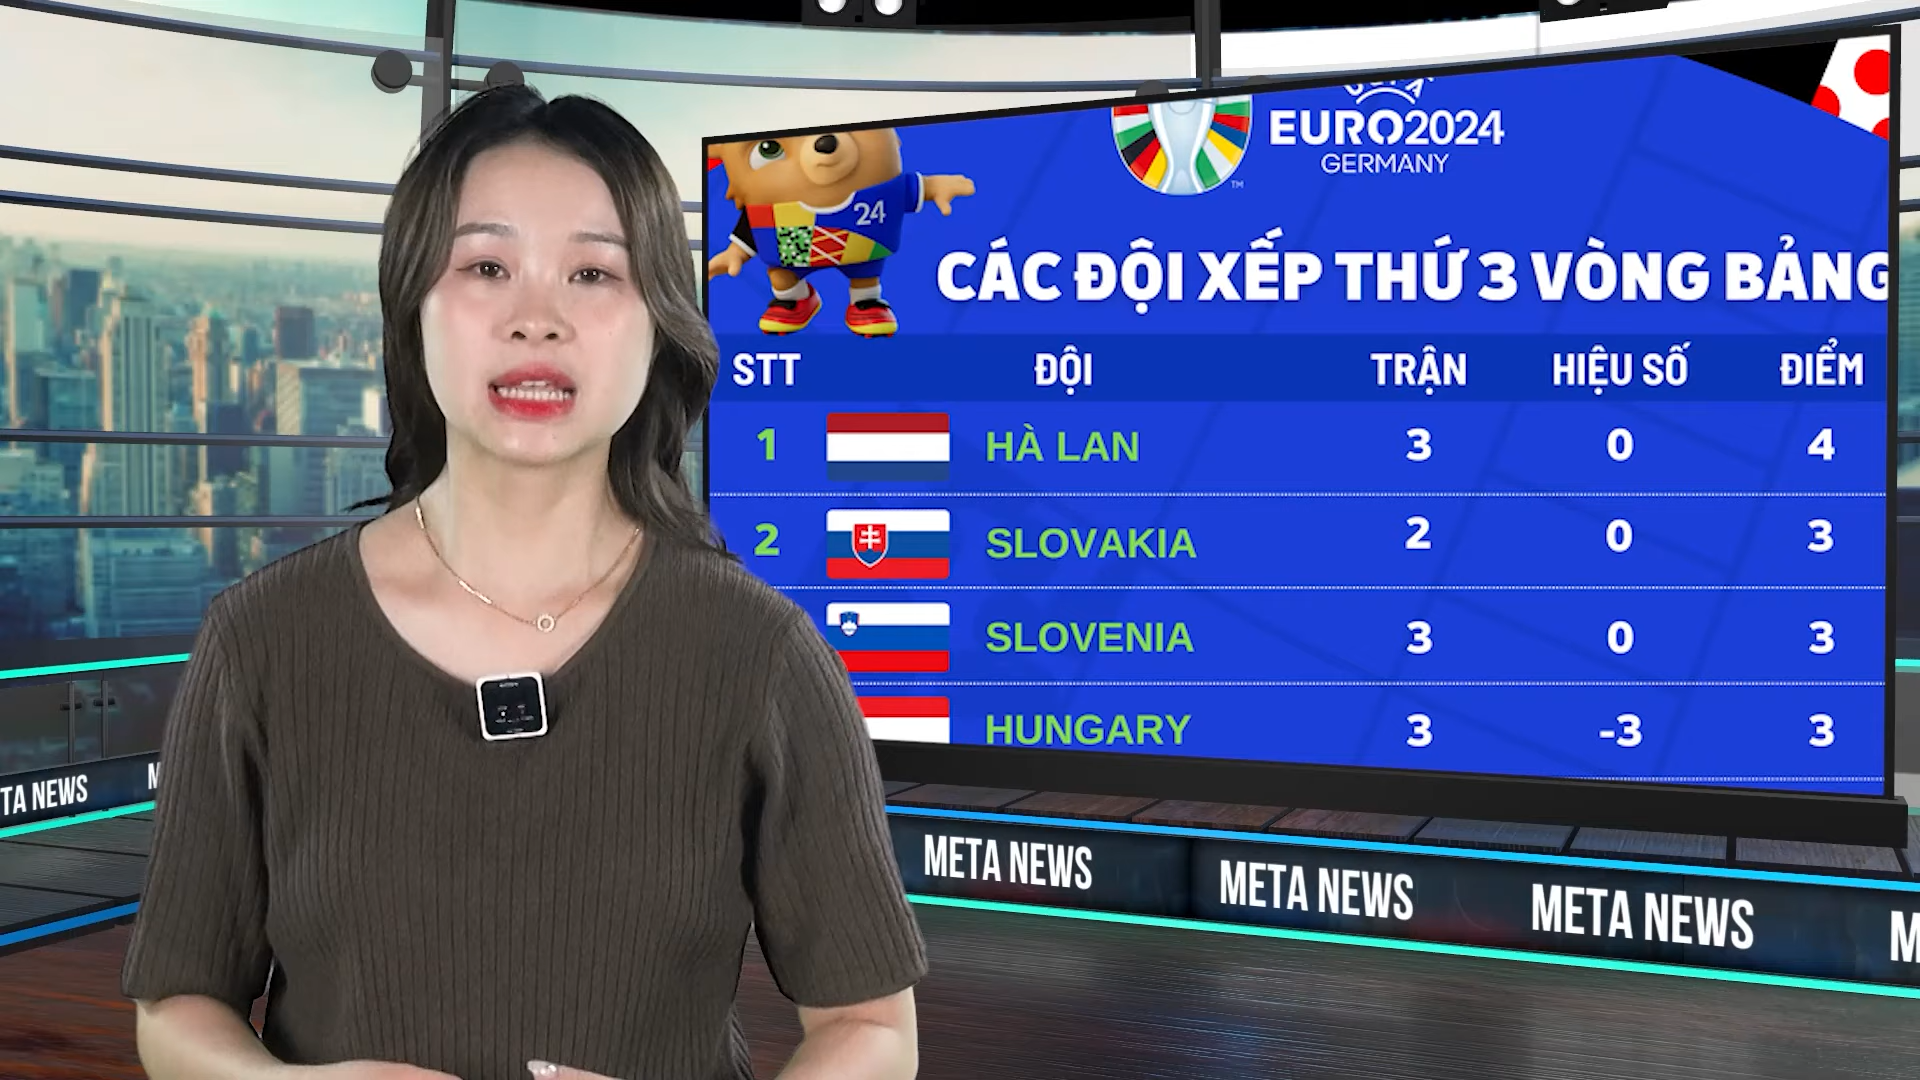 EURO2024
GERMANY
TM
24
CÁC ĐỘI XẾP THỨ 3 VÒNG BẢNG
STT ĐỘI TRẬN HIỆU SỐ ĐIỂM
1 HÀ LAN 3 0 4
2 SLOVAKIA 2 0 3
SLOVENIA 3 0 3
HUNGARY 3 -3 3
TA NEWS M
META NEWS META NEWS META NEWS M